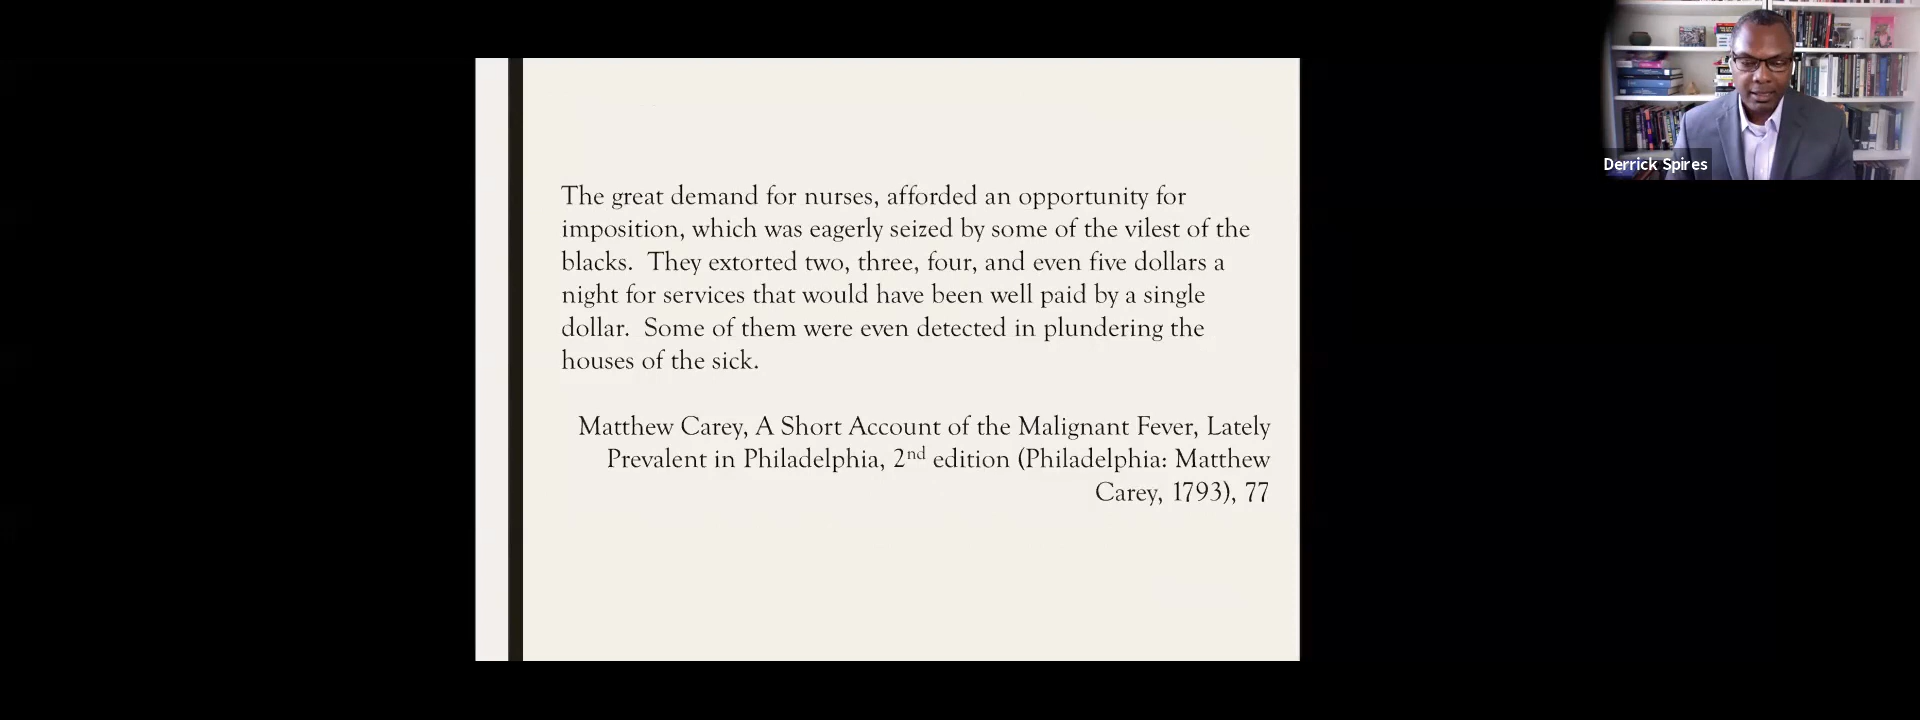 The great demand for nurses, afforded an opportunity for
imposition, which was eagerly seized by some of the vilest of the
blacks. They extorted two, three, four, and even five dollars a
night for services that would have been well paid by a single
dollar. Some of them were even detected in plundering the
houses of the sick.
Matthew Carey, A Short Account of the Malignant Fever, Lately
Prevalent in Philadelphia, 2nd edition (Philadelphia: Matthew
Carey, 1793), 77
Derrick Spires